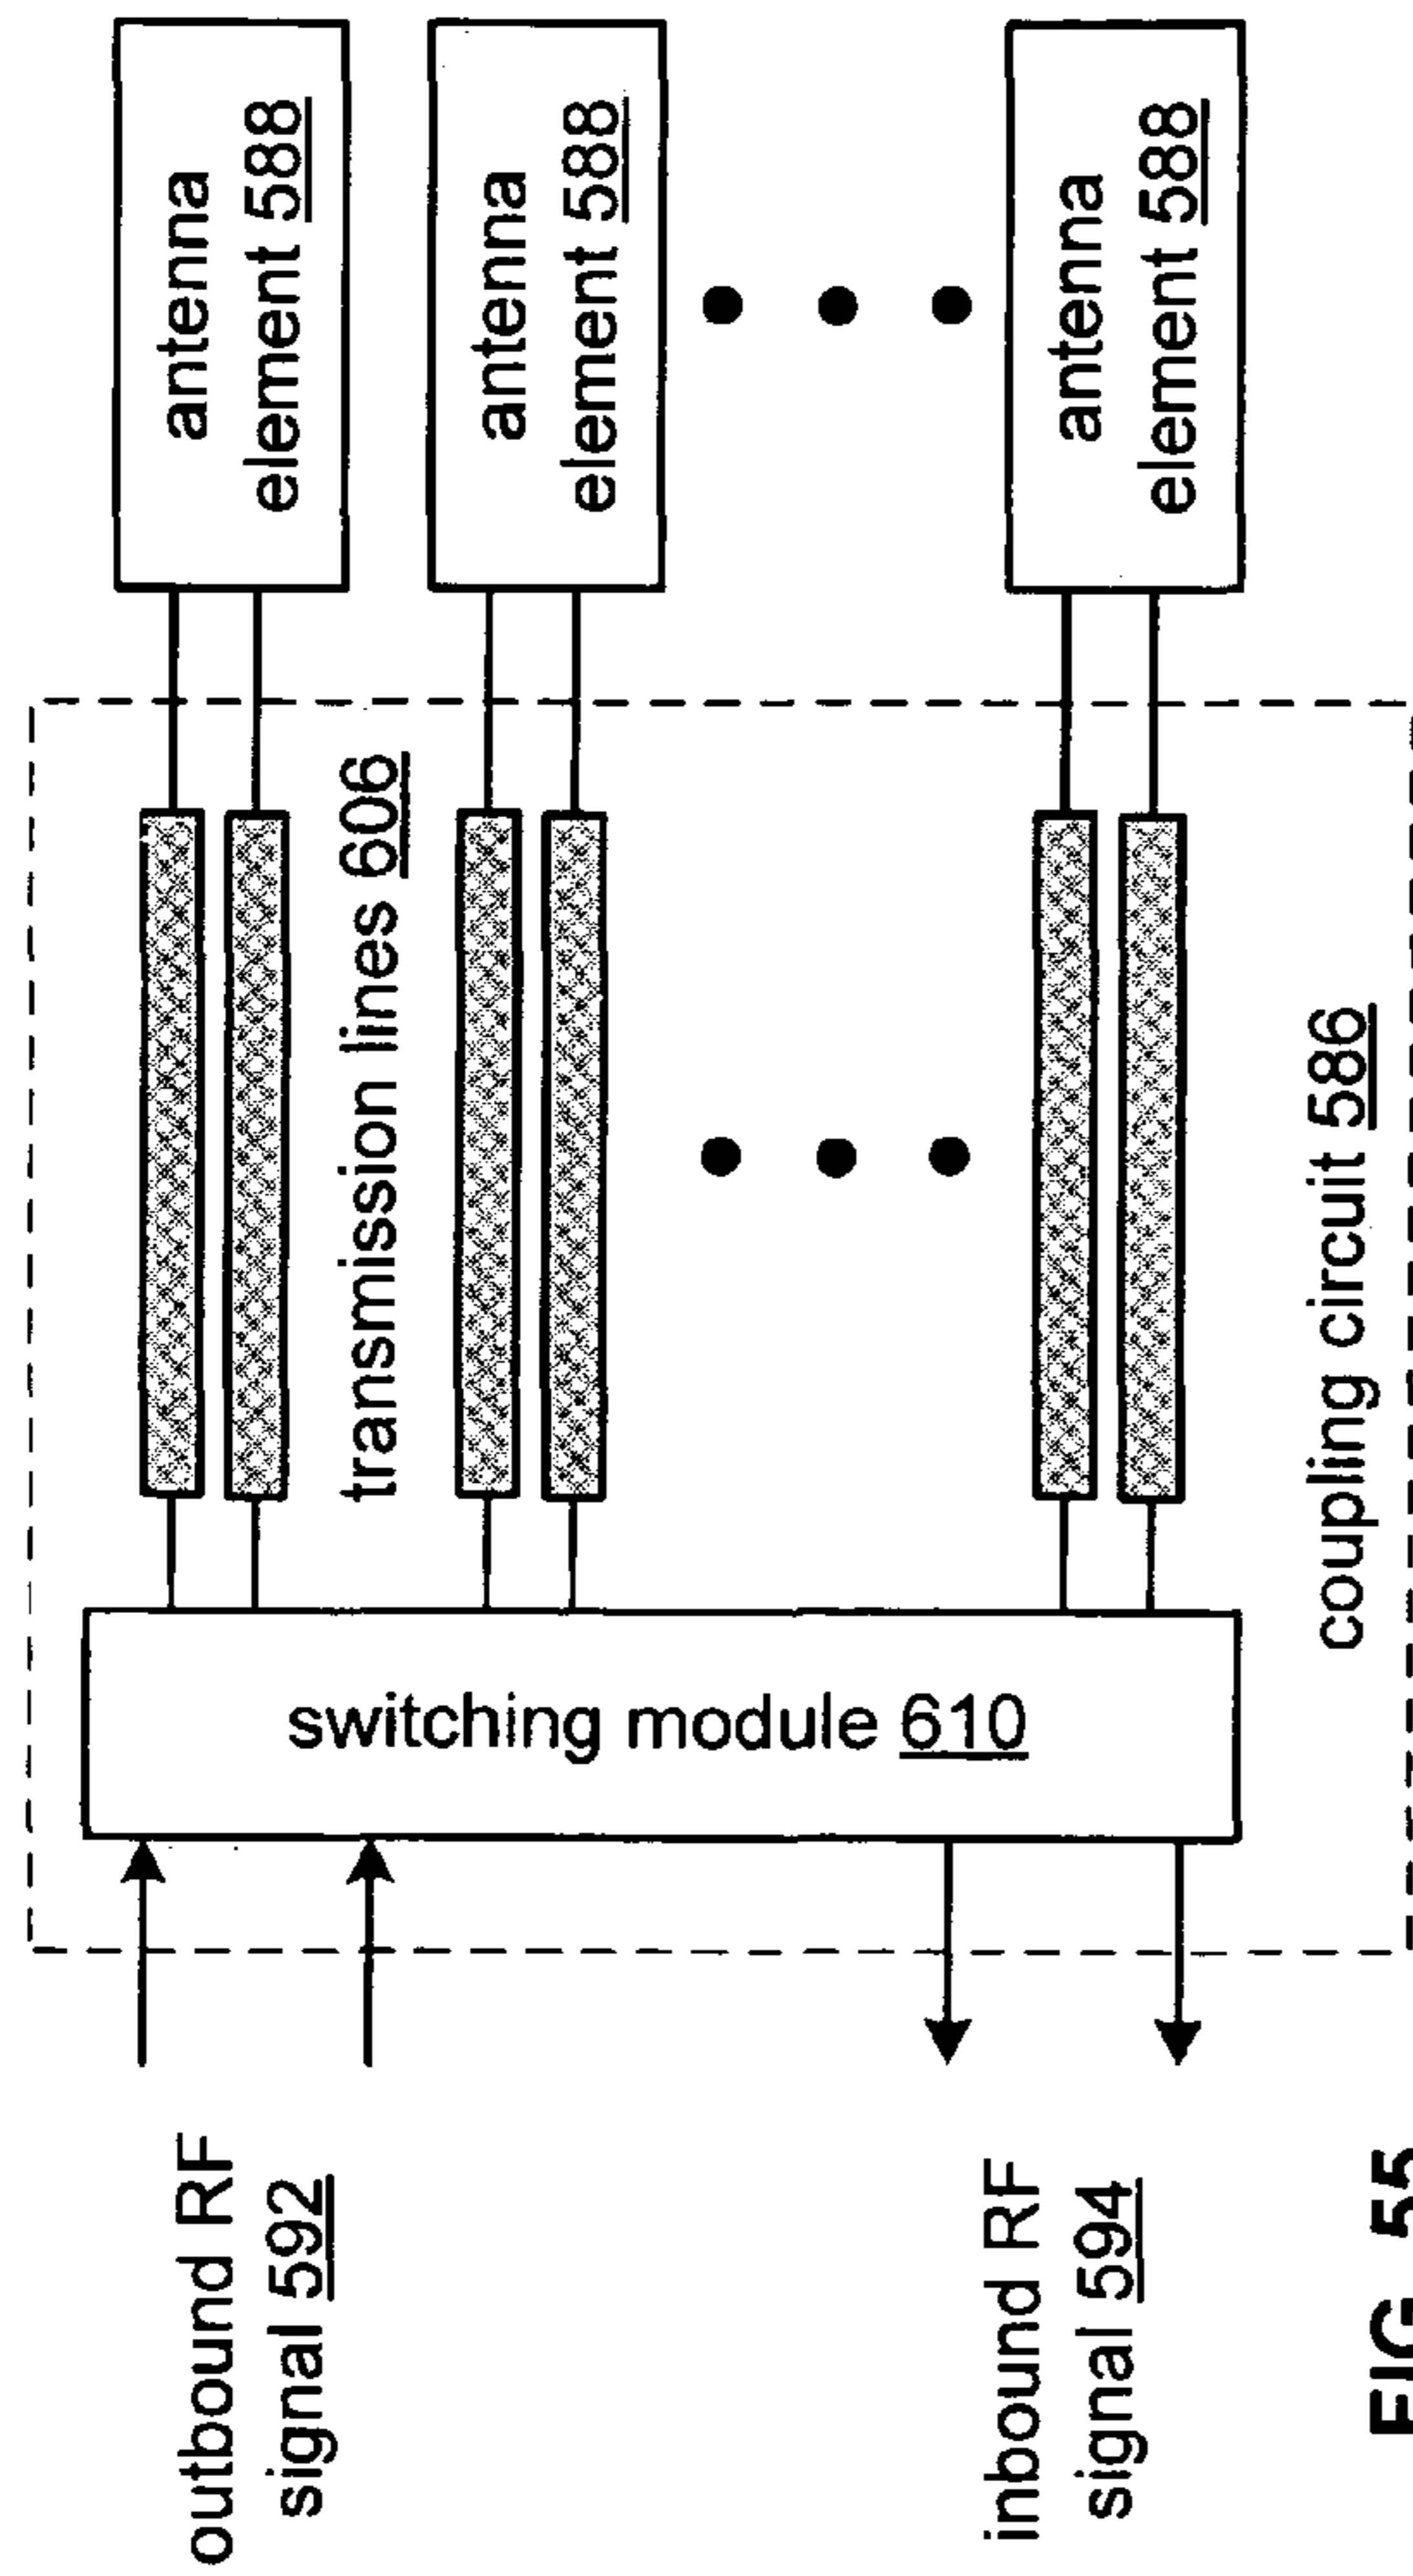 antenna
element 588
antenna
element 588
antenna
element 588
transmission lines 606
coupling circuit 586
switching module 610
outbound RF
signal 592
inbound RF
signal 594
FIG. 55